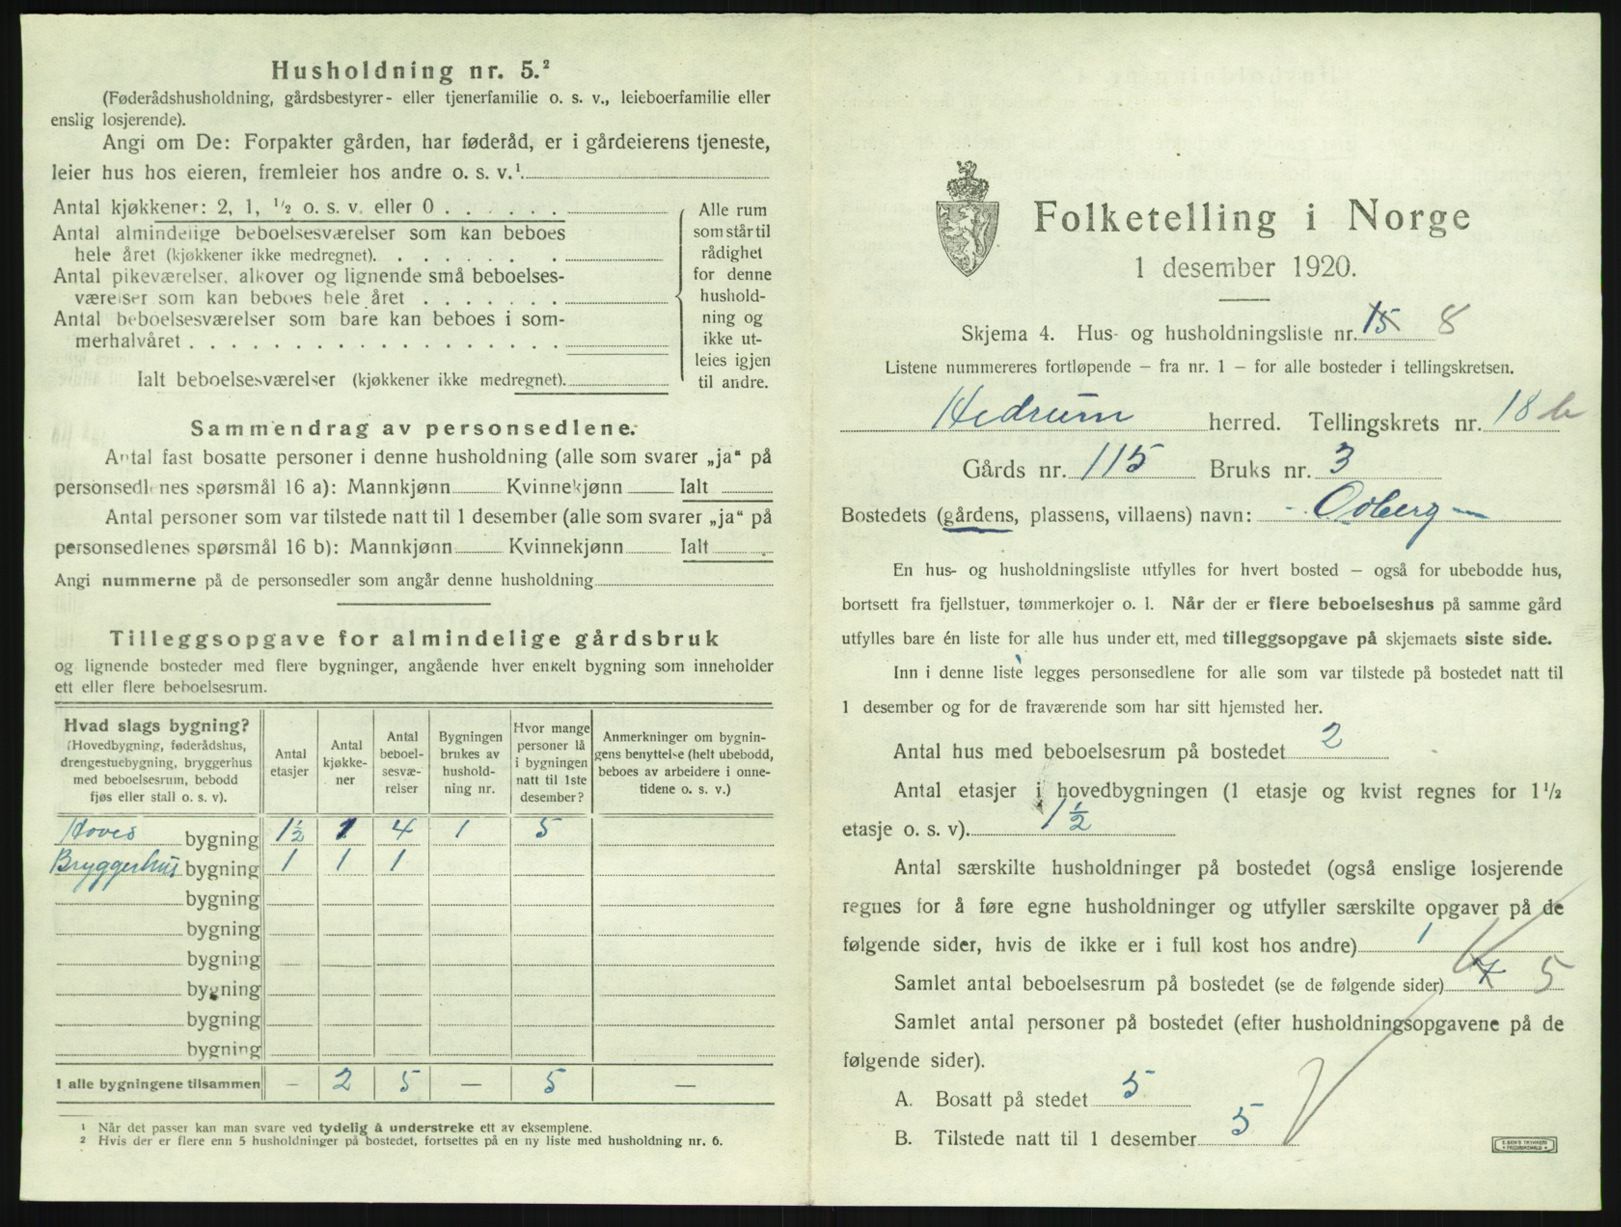 Husholdning nr. 5.²
(Føderådshusholdning, gårdsbestyrer- eller tjenerfamilie o. s. v., leieboerfamilie eller
enslig losjerende).
Angi om De: Forpakter gården, har føderåd, er i gårdeierens tjeneste,
leier hus hos eieren, fremleier hos andre o. s. v.¹
Antal kjøkkener: 2, 1, ½ o. s. v. eller 0
Antal almindelige beboelsesværelser som kan beboes
hele året (kjøkkener ikke medregnet).
Antal pikeværelser, alkover og lignende små beboelses-
værelser som kan beboes hele året
Antal beboelsesværelser som bare kan beboes i som-
merhalvåret
Ialt beboelsesværelser (kjøkkener ikke medregnet).
Alle rum
som står til
rådighet
for denne
hushold-
ning og
ikke ut-
leies igjen
til andre.
Sammendrag av personsedlene.
Antal fast bosatte personer i denne husholdning (alle som svarer „ja“ på
personsedlenes spørsmål 16 a): Mannkjønn Kvinnekjønn Ialt
Antal personer som var tilstede natt til 1 desember (alle som svarer „ja“ på
personsedlenes spørsmål 16 b): Mannkjønn Kvinnekjønn Ialt
Angi nummerne på de personsedler som angår denne husholdning
Tilleggsopgave for almindelige gårdsbruk
og lignende bosteder med flere bygninger, angående hver enkelt bygning som inneholder
ett eller flere beboelsesrum.
Hvad slags bygning?
(Hovedbygning, føderådshus,
drengestuebygning, bryggerhus
med beboelsesrum, bebodd
fjøs eller stall o. s. v).
Antal
etasjer
Antal
kjøkke-
ner
Antal
beboel-
sesvæ-
relser
Bygningen
brukes av
hushold-
ning nr.
Hvor mange
personer lå
i bygningen
natt til 1ste
desember?
Anmerkninger om bygnin-
gens benyttelse (helt ubebodd,
beboes av arbeidere i onne-
tidene o. s. v.)
Hoved bygning 1½ 1 4 1 5
Bryggerhus bygning 1 1 1
bygning
bygning
bygning
bygning
bygning
bygning
I alle bygningene tilsammen – 2 5 – 5 –
¹ Når det passer kan man svare ved tydelig å understreke ett av eksemplene.
² Hvis der er flere enn 5 husholdninger på bostedet, fortsettes på en ny liste med husholdning nr. 6.
Folketelling i Norge
1 desember 1920.
Skjema 4. Hus- og husholdningsliste nr. 15 8
Listene nummereres fortløpende – fra nr. 1 – for alle bosteder i tellingskretsen.
Hedrum herred. Tellingskrets nr. 18 b
Gårds nr. 115 Bruks nr. 3
Bostedets (gårdens, plassens, villaens) navn: - Odberg -
En hus- og husholdningsliste utfylles for hvert bosted – også for ubebodde hus,
bortsett fra fjellstuer, tømmerkojer o. l. Når der er flere beboelseshus på samme gård
utfylles bare én liste for alle hus under ett, med tilleggsopgave på skjemaets siste side.
Inn i denne liste legges personsedlene for alle som var tilstede på bostedet natt til
1 desember og for de fraværende som har sitt hjemsted her.
Antal hus med beboelsesrum på bostedet 2
Antal etasjer i hovedbygningen (1 etasje og kvist regnes for 1½
etasje o. s. v). 1½
Antal særskilte husholdninger på bostedet (også enslige losjerende
regnes for å føre egne husholdninger og utfyller særskilte opgaver på de
følgende sider, hvis de ikke er i full kost hos andre) 1
Samlet antal beboelsesrum på bostedet (se de følgende sider) 5
Samlet antal personer på bostedet (efter husholdningsopgavene på de
følgende sider).
A. Bosatt på stedet 5
B. Tilstede natt til 1 desember 5